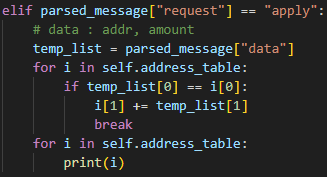 elif parsed_message["request"] == "apply":
    # data : addr, amount
    temp_list = parsed_message["data"]
    for i in self.address_table:
        if temp_list[0] == i[0]:
            i[1] += temp_list[1]
            break
    for i in self.address_table:
        print(i)